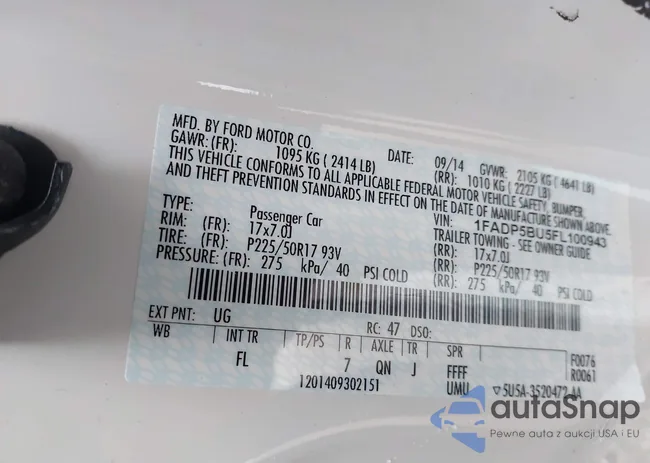 MFD. BY FORD MOTOR CO.
DATE: 09/14 GVWR: 2105 KG ( 4641 LB)
GAWR: (FR): 1095 KG ( 2414 LB) (RR): 1010 KG ( 2227 LB)
THIS VEHICLE CONFORMS TO ALL APPLICABLE FEDERAL MOTOR VEHICLE SAFETY, BUMPER,
AND THEFT PREVENTION STANDARDS IN EFFECT ON THE DATE OF MANUFACTURE SHOWN ABOVE.
VIN: 1FADP5BU5FL100943
TYPE: Passenger Car TRAILER TOWING - SEE OWNER GUIDE
RIM: (FR): 17x7.0J (RR): 17x7.0J
TIRE: (FR): P225/50R17 93V (RR): P225/50R17 93V
PRESSURE: (FR): 275 kPa/ 40 PSI COLD (RR): 275 kPa/ 40 PSI COLD
EXT PNT: UG RC: 47 DSO:
WB INT TR TP/PS R AXLE TR SPR F0076
FL 7 QN J FFFF R0061
1201409302151 UMU ▽5U5A-3520472-AA
autaSnap
Pewne auta z aukcji USA i EU